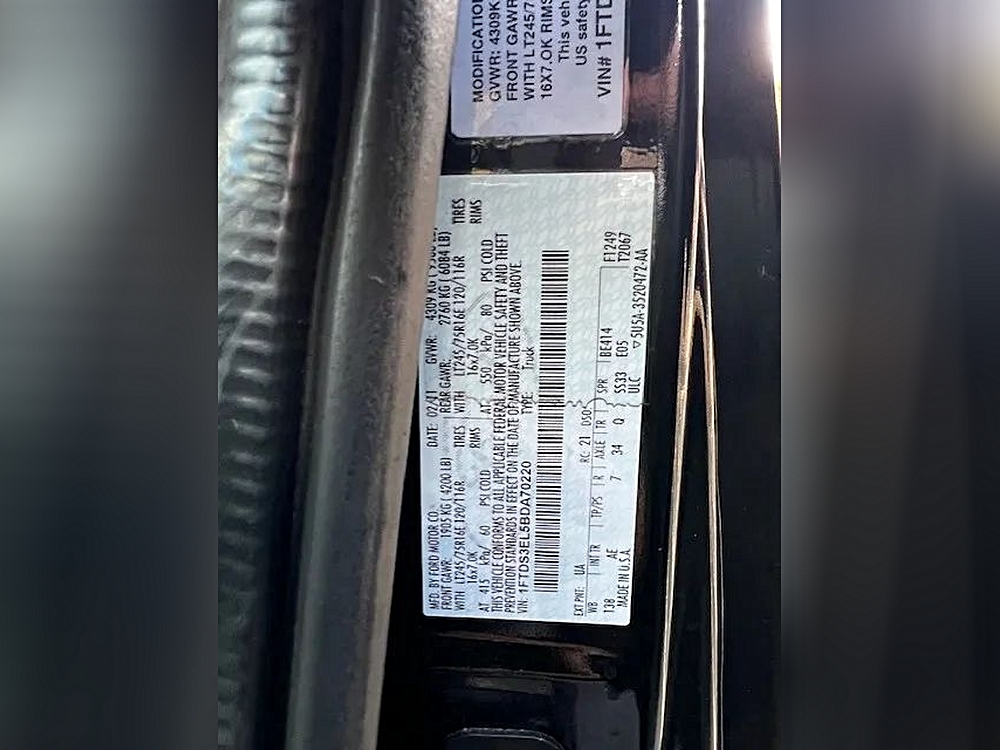 MODIFICATION
GVWR: 4309K
FRONT GAWR
WITH LT245/7
16X7.OK RIMS
This veh
US safety
VIN# 1FTD
MFD. BY FORD MOTOR CO.
DATE: 02/11 GVWR: 4309 KG
FRONT GAWR: 1905 KG (4200 LB) REAR GAWR: 2760 KG (6084 LB)
WITH LT245/75R16E 120/116R TIRES WITH LT245/75R16E 120/116R TIRES
16x7.0K RIMS 16x7.0K RIMS
AT 415 kPa/ 60 PSI COLD AT 550 kPa/ 80 PSI COLD
THIS VEHICLE CONFORMS TO ALL APPLICABLE FEDERAL MOTOR VEHICLE SAFETY AND THEFT
PREVENTION STANDARDS IN EFFECT ON THE DATE OF MANUFACTURE SHOWN ABOVE.
VIN: 1FTDS3EL5BDA70220 TYPE: Truck
EXT PNT: UA RC: 21 DSO:
WB INT TR TP/PS R AXLE TR SPR BE414 F1249
138 AE 7 34 Q SS33 E05 T2067
MADE IN U.S.A. ULC ▽5U5A-3520472-AA